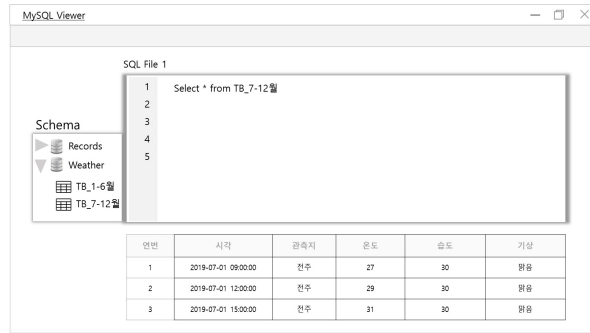 MySQL Viewer
SQL File 1
1 Select * from TB_7-12월
2
3
4
5
Schema
Records
Weather
TB_1-6월
TB_7-12월
연번 시각 관측지 온도 습도 기상
1 2019-07-01 09:00:00 전주 27 30 맑음
2 2019-07-01 12:00:00 전주 29 30 맑음
3 2019-07-01 15:00:00 전주 31 30 맑음